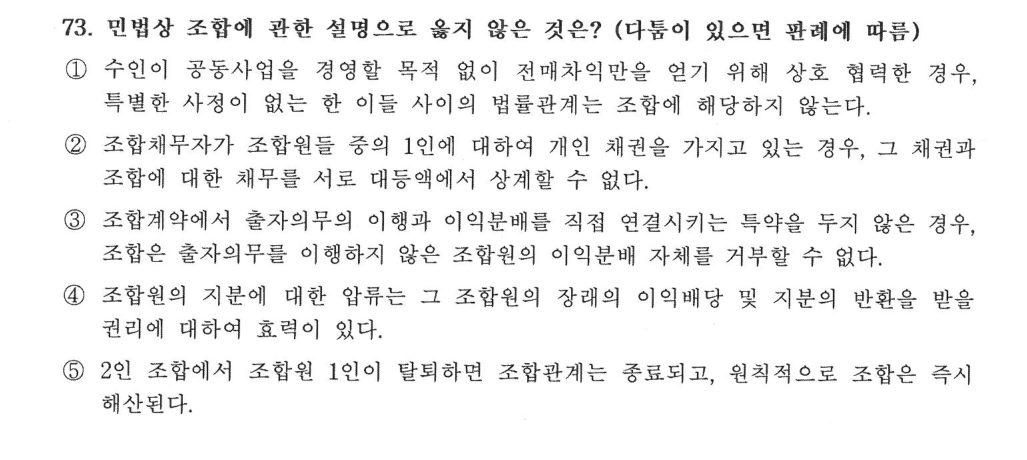 73. 민법상 조합에 관한 설명으로 옳지 않은 것은? (다툼이 있으면 판례에 따름)
① 수인이 공동사업을 경영할 목적 없이 전매차익만을 얻기 위해 상호 협력한 경우,
특별한 사정이 없는 한 이들 사이의 법률관계는 조합에 해당하지 않는다.
② 조합채무자가 조합원들 중의 1인에 대하여 개인 채권을 가지고 있는 경우, 그 채권과
조합에 대한 채무를 서로 대등액에서 상계할 수 없다.
③ 조합계약에서 출자의무의 이행과 이익분배를 직접 연결시키는 특약을 두지 않은 경우,
조합은 출자의무를 이행하지 않은 조합원의 이익분배 자체를 거부할 수 없다.
④ 조합원의 지분에 대한 압류는 그 조합원의 장래의 이익배당 및 지분의 반환을 받을
권리에 대하여 효력이 있다.
⑤ 2인 조합에서 조합원 1인이 탈퇴하면 조합관계는 종료되고, 원칙적으로 조합은 즉시
해산된다.